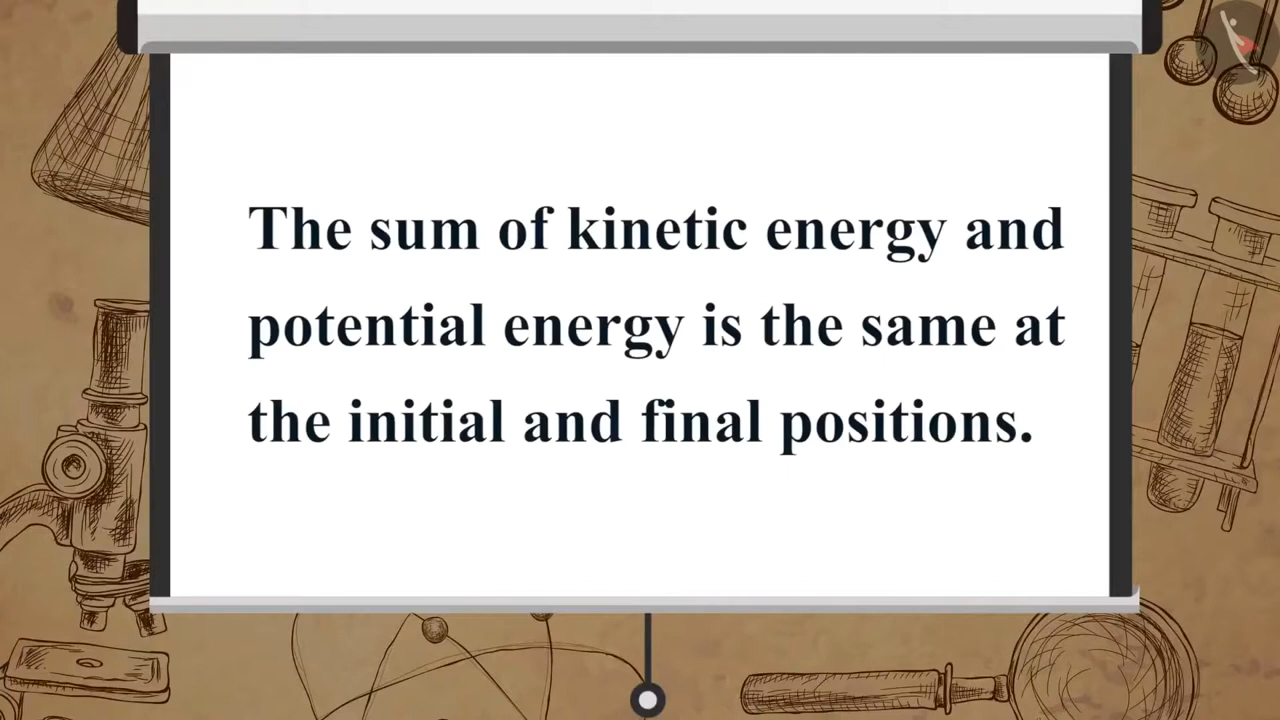 The sum of kinetic energy and
potential energy is the same at
the initial and final positions.